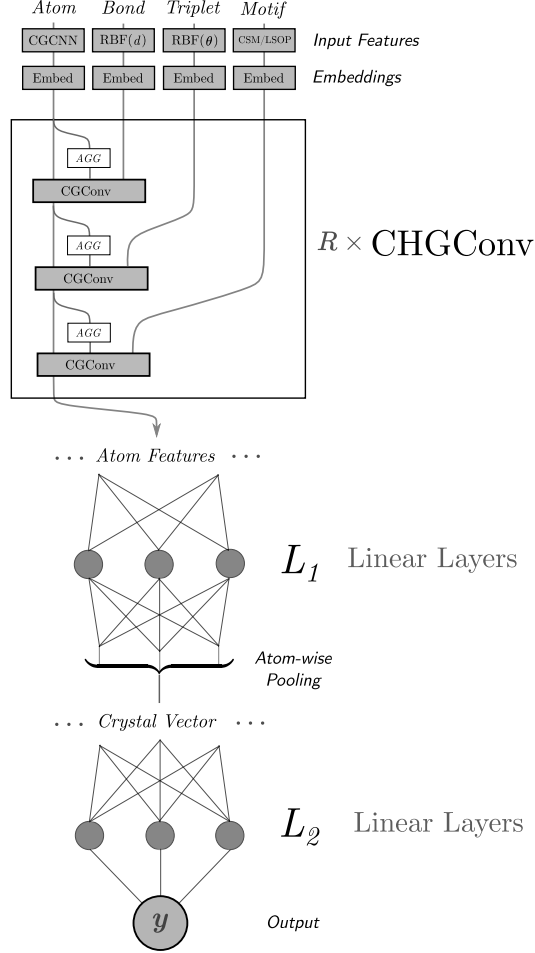 Atom Bond Triplet Motif
CGCNN RBF(d) RBF(θ) CSM/LSOP Input Features
Embed Embed Embed Embed Embeddings
AGG
CGConv
AGG
R × CHGConv
CGConv
AGG
CGConv
... Atom Features ...
L1 Linear Layers
Atom-wise
Pooling
... Crystal Vector ...
L2 Linear Layers
y Output